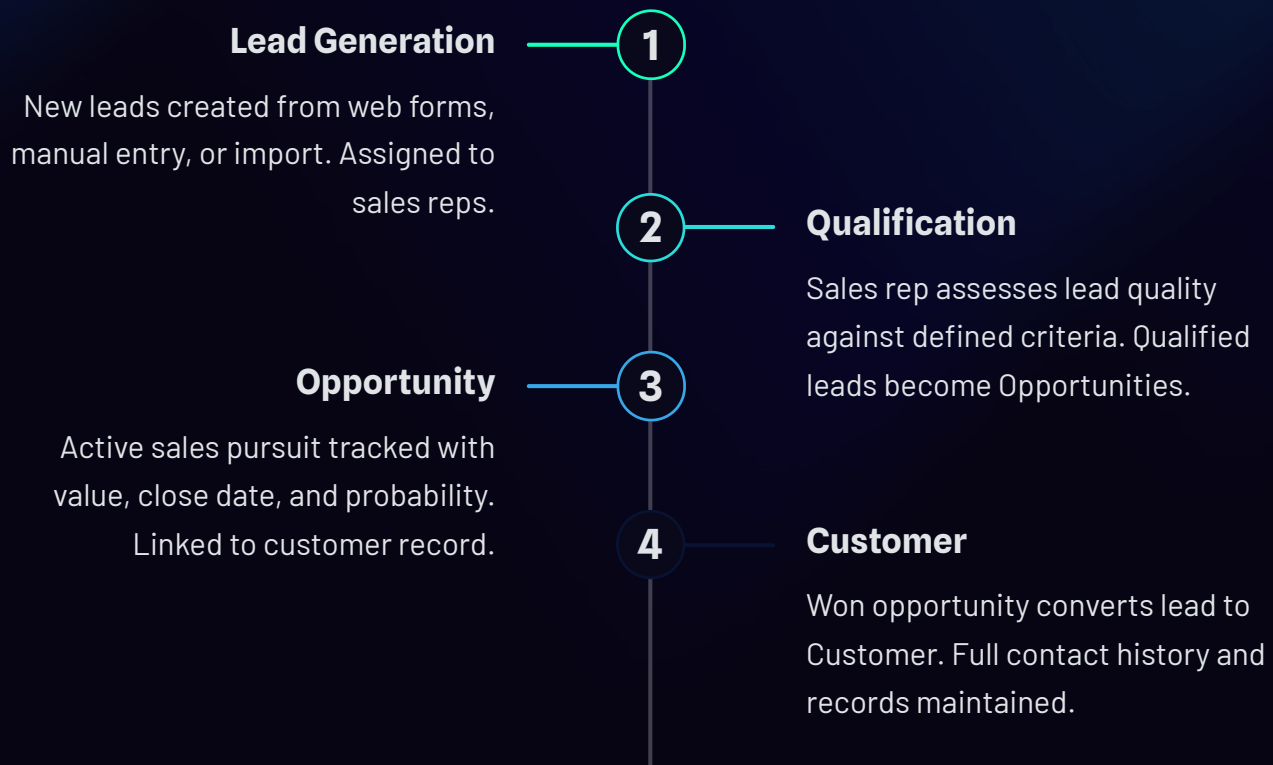 Lead Generation
1
New leads created from web forms,
manual entry, or import. Assigned to
sales reps.
2
Qualification
Sales rep assesses lead quality
against defined criteria. Qualified
leads become Opportunities.
Opportunity
3
Active sales pursuit tracked with
value, close date, and probability.
Linked to customer record.
4
Customer
Won opportunity converts lead to
Customer. Full contact history and
records maintained.